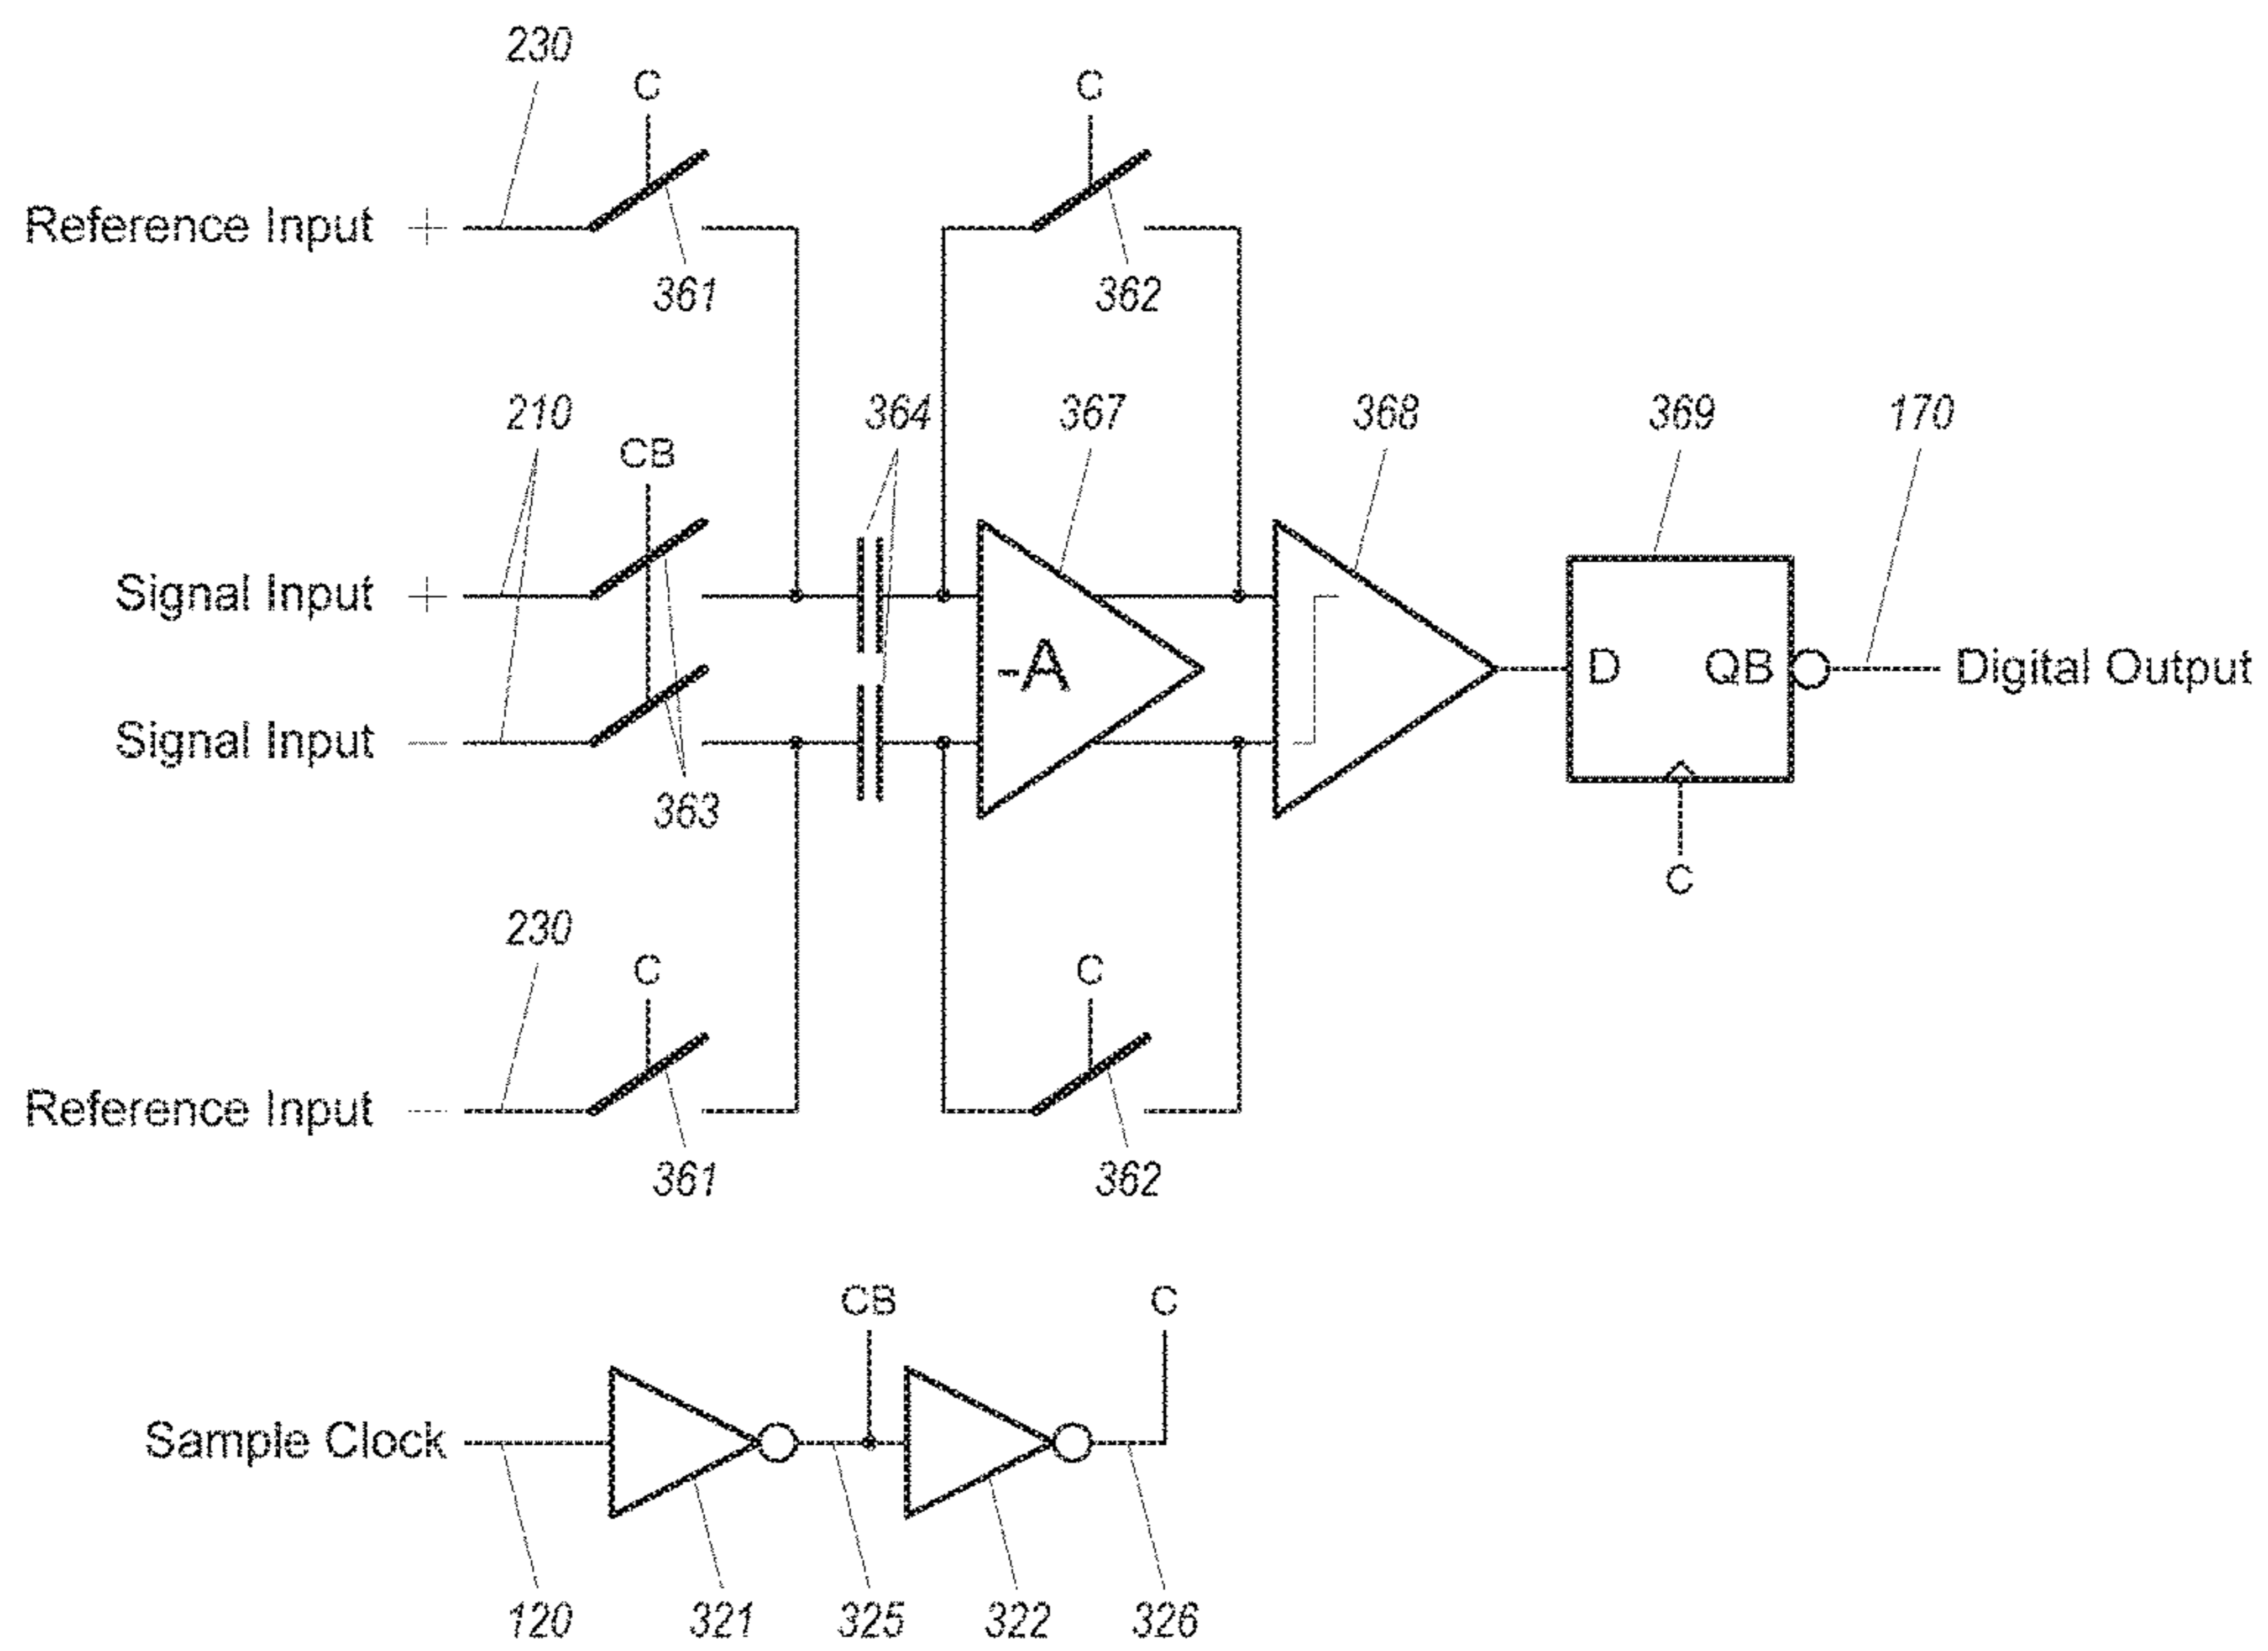 230
C
C
Reference Input +
361
362
210
CB
364
367
368
369
170
Signal Input +
-A
D
QB
Digital Output
Signal Input -
363
C
230
C
C
Reference Input -
361
362
CB
C
Sample Clock
120
321
325
322
326